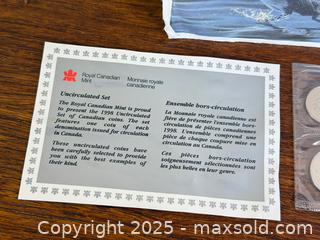 Royal Canadian Mint
Monnaie royale canadienne
Uncirculated Set
The Royal Canadian Mint is proud
to present the 1998 Uncirculated
Set of Canadian coins. The set
features one coin of each
denomination issued for circulation
in Canada.
These uncirculated coins have
been carefully selected to provide
you with the best examples of
their kind.
Ensemble hors-circulation
La Monnaie royale canadienne est
fière de présenter l'ensemble hors-
circulation de pièces canadiennes
1998. L'ensemble comprend une
pièce de chaque coupure mise en
circulation au Canada.
Ces pièces hors-circulation
soigneusement sélectionnées sont
les plus belles en leur genre.
Copyright 2025 - maxsold.com